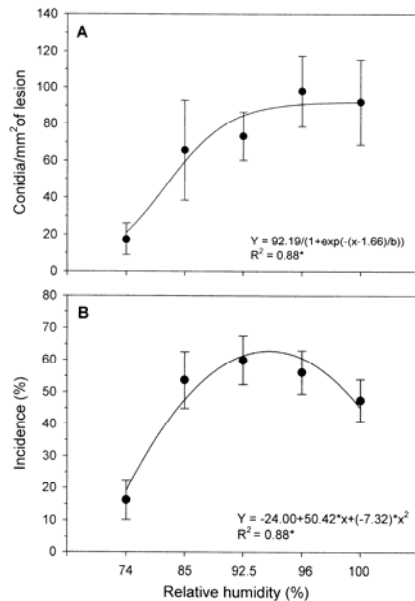 140
A
120
100
80
60
40
20
0
Conidia/mm² of lesion
Y = 92.19/(1+exp(-(x-1.66)/b))
R² = 0.88*
80
B
70
60
50
40
30
20
10
0
Incidence (%)
Y = -24.00+50.42*x+(-7.32)*x²
R² = 0.88*
74 85 92.5 96 100
Relative humidity (%)